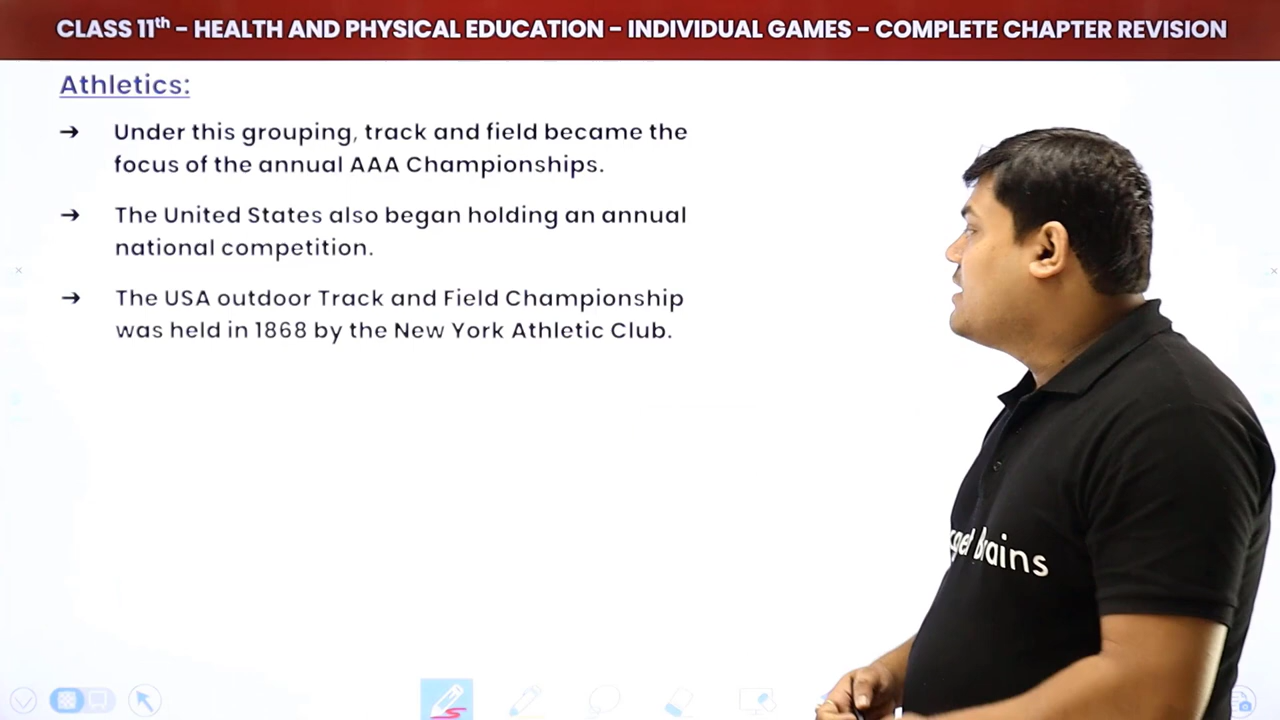 CLASS 11th – HEALTH AND PHYSICAL EDUCATION – INDIVIDUAL GAMES – COMPLETE CHAPTER REVISION
Athletics:
➔ Under this grouping, track and field became the
focus of the annual AAA Championships.
➔ The United States also began holding an annual
national competition.
➔ The USA outdoor Track and Field Championship
was held in 1868 by the New York Athletic Club.
Brains